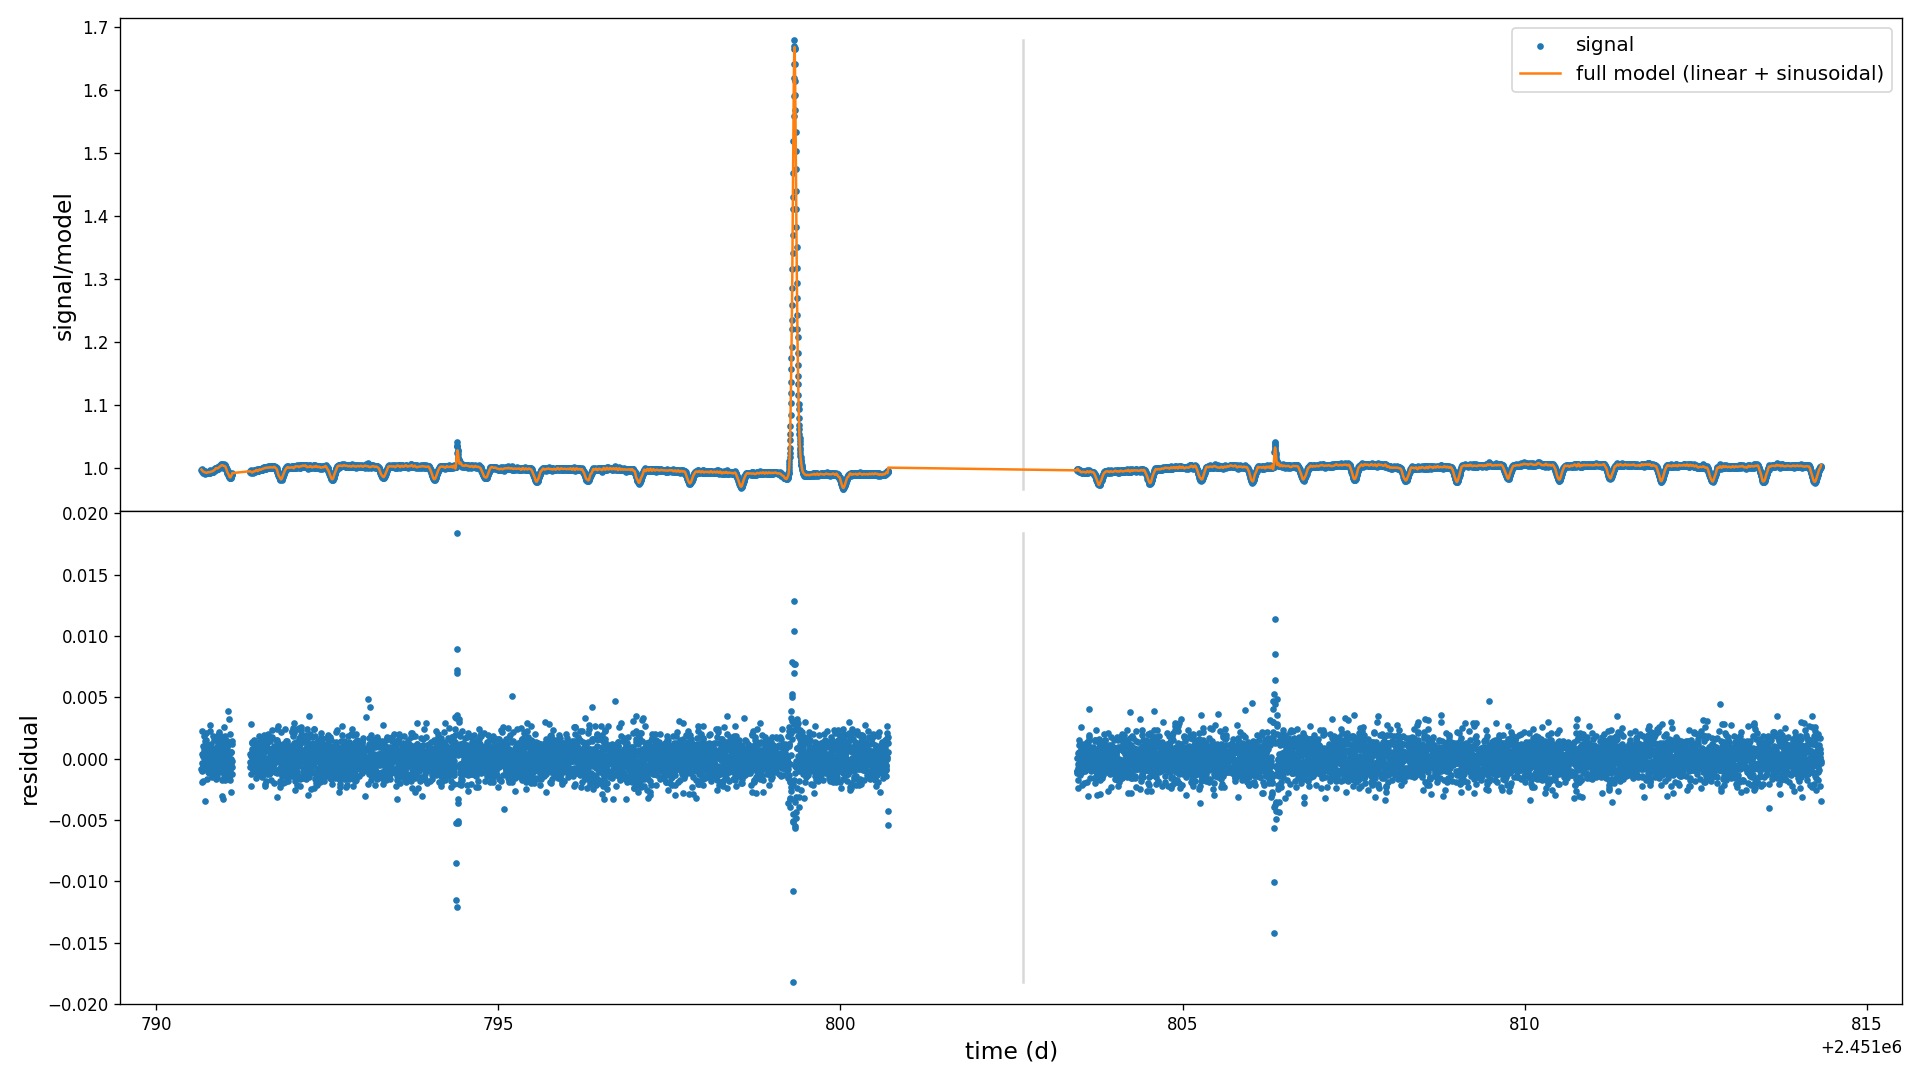 1.7
1.6
1.5
1.4
1.3
1.2
1.1
1.0
signal/model
signal
full model (linear + sinusoidal)
0.020
0.015
0.010
0.005
0.000
−0.005
−0.010
−0.015
−0.020
residual
790 795 800 805 810 815
time (d)
+2.451e6